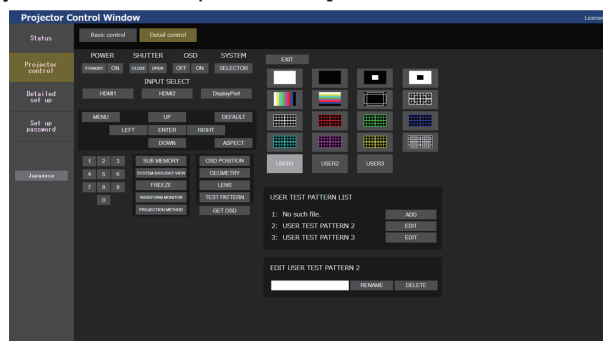 Projector Control Window
License
Status
Projector control
Detailed set up
Set up password
Japanese
Basic control
Detail control
POWER SHUTTER OSD SYSTEM
STANDBY ON CLOSE OPEN OFF ON SELECTOR
INPUT SELECT
HDMI1 HDMI2 DisplayPort
MENU UP DEFAULT
LEFT ENTER RIGHT
DOWN ASPECT
1 2 3 SUB MEMORY OSD POSITION
4 5 6 SYSTEM DAYLIGHT VIEW GEOMETRY
7 8 9 FREEZE LENS
0 WAVEFORM MONITOR TEST PATTERN
PROJECTION METHOD GET OSD
EXIT
USER1 USER2 USER3
USER TEST PATTERN LIST
1: No such file. ADD
2: USER TEST PATTERN 2 EDIT
3: USER TEST PATTERN 3 EDIT
EDIT USER TEST PATTERN 2
RENAME DELETE